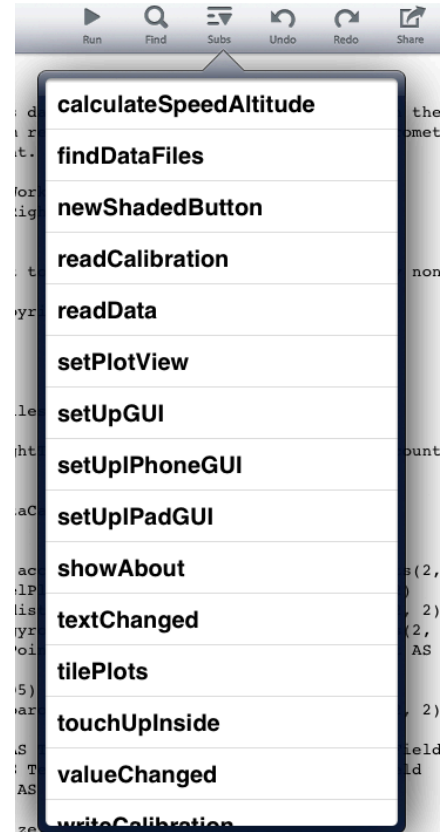 Run Find Subs Undo Redo Share
calculateSpeedAltitude
findDataFiles
newShadedButton
readCalibration
readData
setPlotView
setUpGUI
setUpIPhoneGUI
setUpIPadGUI
showAbout
textChanged
tilePlots
touchUpInside
valueChanged
writeCalibration